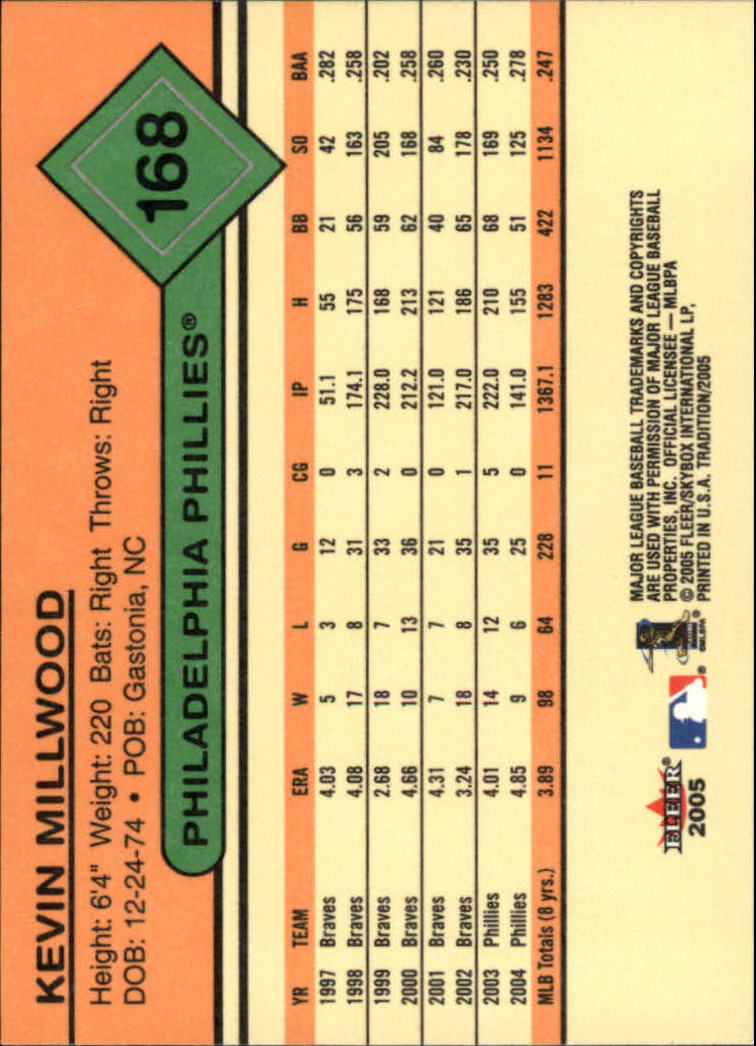 KEVIN MILLWOOD
Height: 6'4" Weight: 220 Bats: Right Throws: Right
DOB: 12-24-74 • POB: Gastonia, NC
168
PHILADELPHIA PHILLIES®
YR TEAM ERA W L G CG IP H BB SO BAA
1997 Braves 4.03 5 3 12 0 51.1 55 21 42 .282
1998 Braves 4.08 17 8 31 3 174.1 175 56 163 .258
1999 Braves 2.68 18 7 33 2 228.0 168 59 205 .202
2000 Braves 4.66 10 13 36 0 212.2 213 62 168 .258
2001 Braves 4.31 7 7 21 0 121.0 121 40 84 .260
2002 Braves 3.24 18 8 35 1 217.0 186 65 178 .230
2003 Phillies 4.01 14 12 35 5 222.0 210 68 169 .250
2004 Phillies 4.85 9 6 25 0 141.0 155 51 125 .278
MLB Totals (8 yrs.) 3.89 98 64 228 11 1367.1 1283 422 1134 .247
FLEER®
2005
MAJOR LEAGUE BASEBALL TRADEMARKS AND COPYRIGHTS
ARE USED WITH PERMISSION OF MAJOR LEAGUE BASEBALL
PROPERTIES, INC. OFFICIAL LICENSEE — MLBPA
© 2005 FLEER/SKYBOX INTERNATIONAL LP,
PRINTED IN U.S.A. TRADITION/2005
©MLBPA